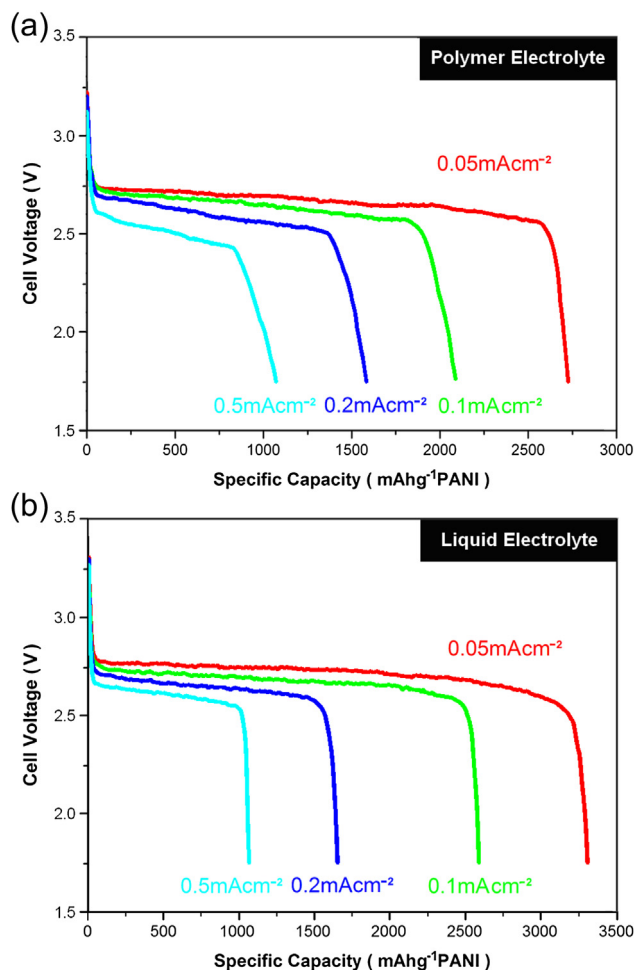 (a)
Polymer Electrolyte
3.5
3.0
2.5
2.0
1.5
Cell Voltage ( V )
0.05mAcm⁻²
0.5mAcm⁻² 0.2mAcm⁻² 0.1mAcm⁻²
0 500 1000 1500 2000 2500 3000
Specific Capacity ( mAhg⁻¹PANI )
(b)
Liquid Electrolyte
3.5
3.0
2.5
2.0
1.5
Cell Voltage (V)
0.05mAcm⁻²
0.5mAcm⁻² 0.2mAcm⁻² 0.1mAcm⁻²
0 500 1000 1500 2000 2500 3000 3500
Specific Capacity ( mAhg⁻¹PANI )